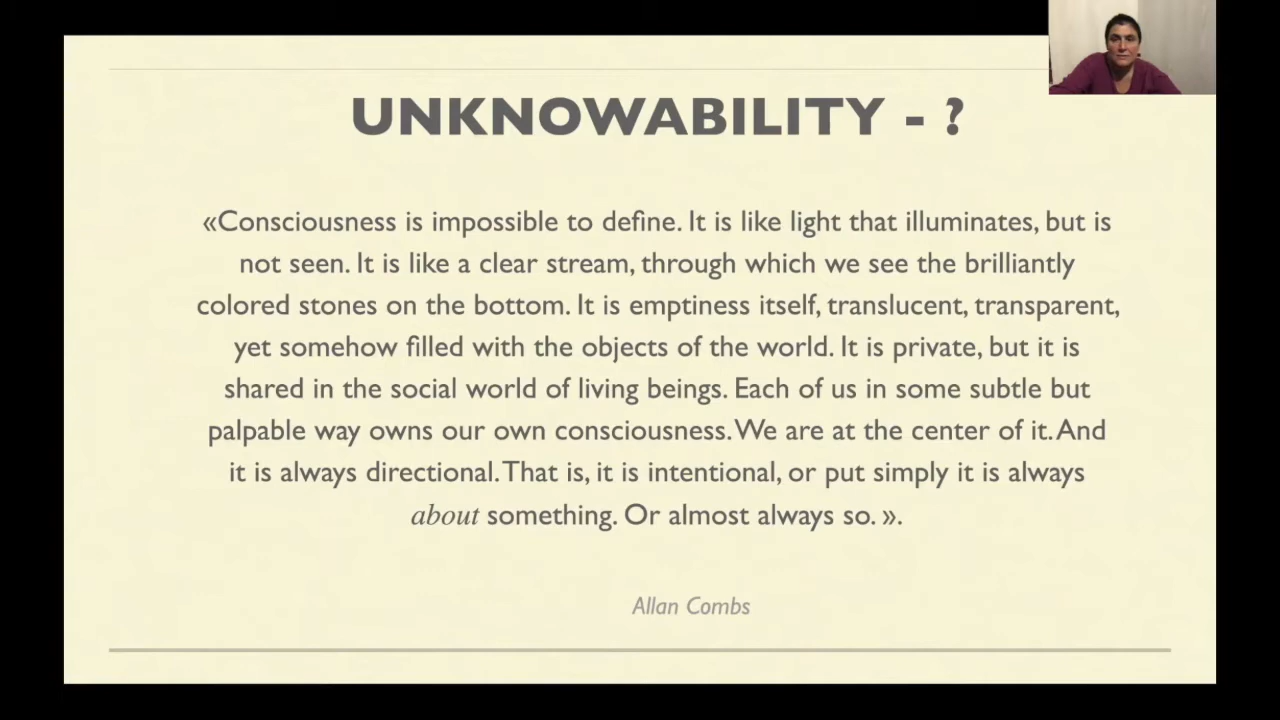 UNKNOWABILITY - ?
«Consciousness is impossible to define. It is like light that illuminates, but is
not seen. It is like a clear stream, through which we see the brilliantly
colored stones on the bottom. It is emptiness itself, translucent, transparent,
yet somehow filled with the objects of the world. It is private, but it is
shared in the social world of living beings. Each of us in some subtle but
palpable way owns our own consciousness. We are at the center of it. And
it is always directional. That is, it is intentional, or put simply it is always
about something. Or almost always so. ».
Allan Combs